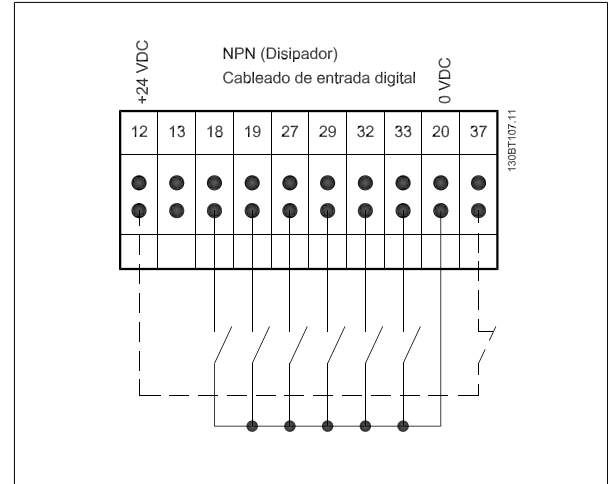 +24 VDC
NPN (Disipador)
Cableado de entrada digital
0 VDC
12 13 18 19 27 29 32 33 20 37
130BT107.11